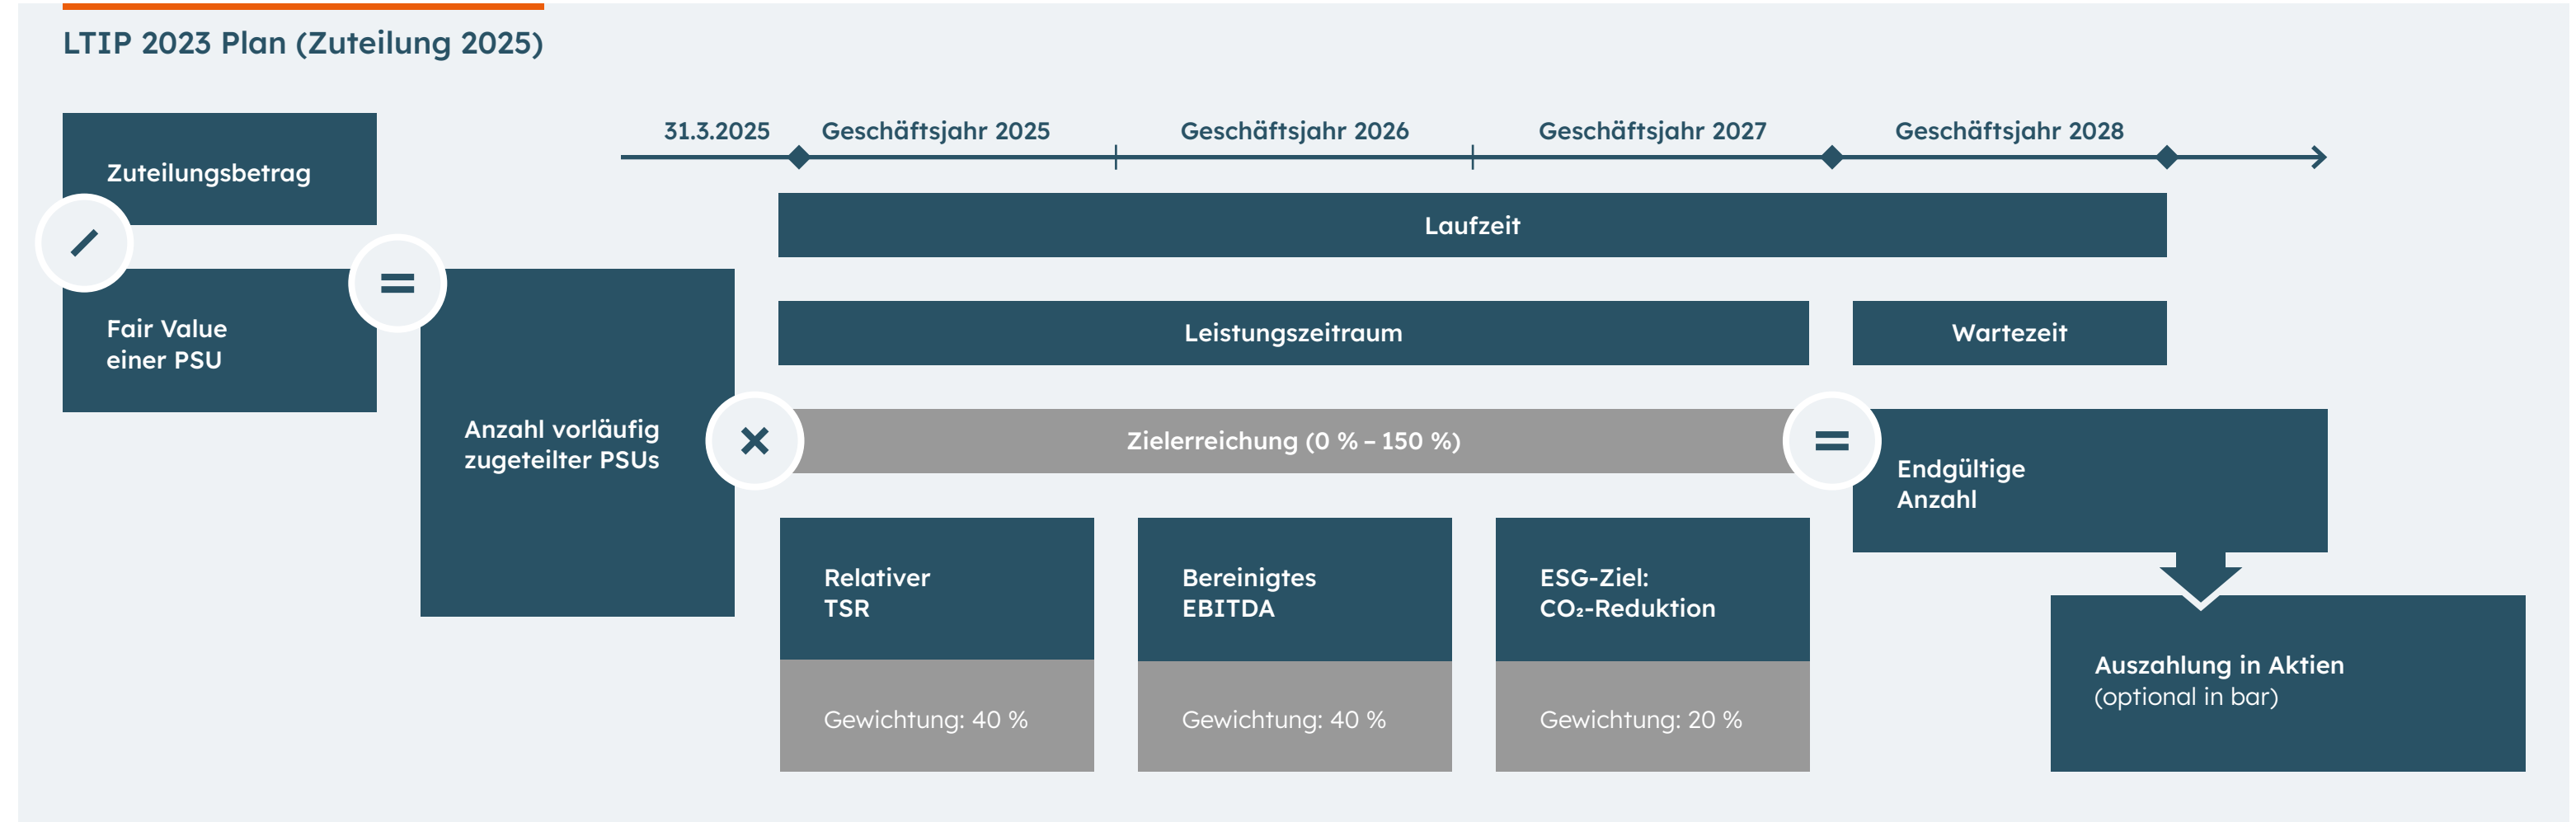 LTIP 2023 Plan (Zuteilung 2025)
Zuteilungsbetrag
/
Fair Value
einer PSU
=
Anzahl vorläufig
zugeteilter PSUs
×
31.3.2025
Geschäftsjahr 2025
Geschäftsjahr 2026
Geschäftsjahr 2027
Geschäftsjahr 2028
Laufzeit
Leistungszeitraum
Wartezeit
Zielerreichung (0 % – 150 %)
=
Endgültige
Anzahl
Relativer
TSR
Gewichtung: 40 %
Bereinigtes
EBITDA
Gewichtung: 40 %
ESG-Ziel:
CO₂-Reduktion
Gewichtung: 20 %
Auszahlung in Aktien
(optional in bar)